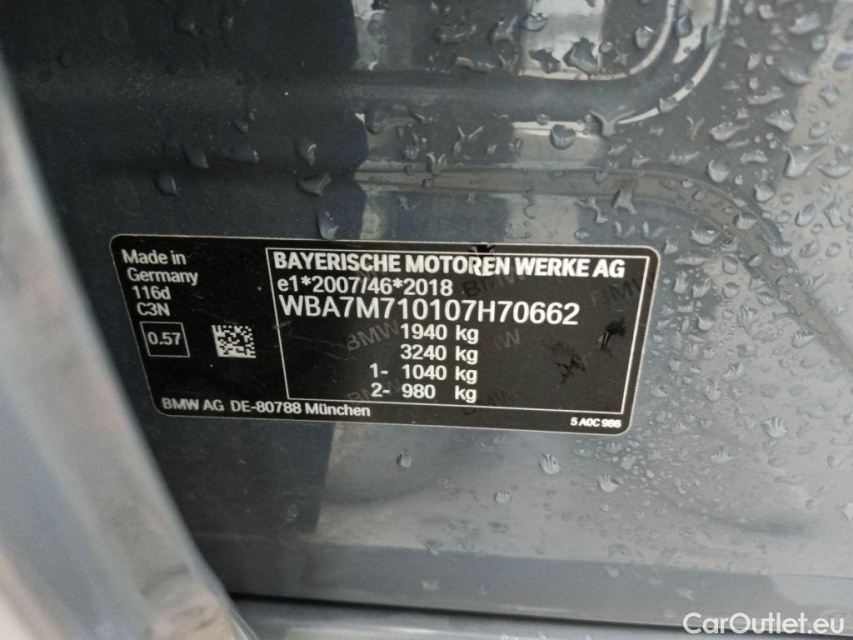 Made in
Germany
116d
C3N
0.57
BAYERISCHE MOTOREN WERKE AG
e1*2007/46*2018
WBA7M710107H70662
1940 kg
3240 kg
1- 1040 kg
2- 980 kg
BMW AG DE-80788 München
5 A0C 986
CarOutlet.eu